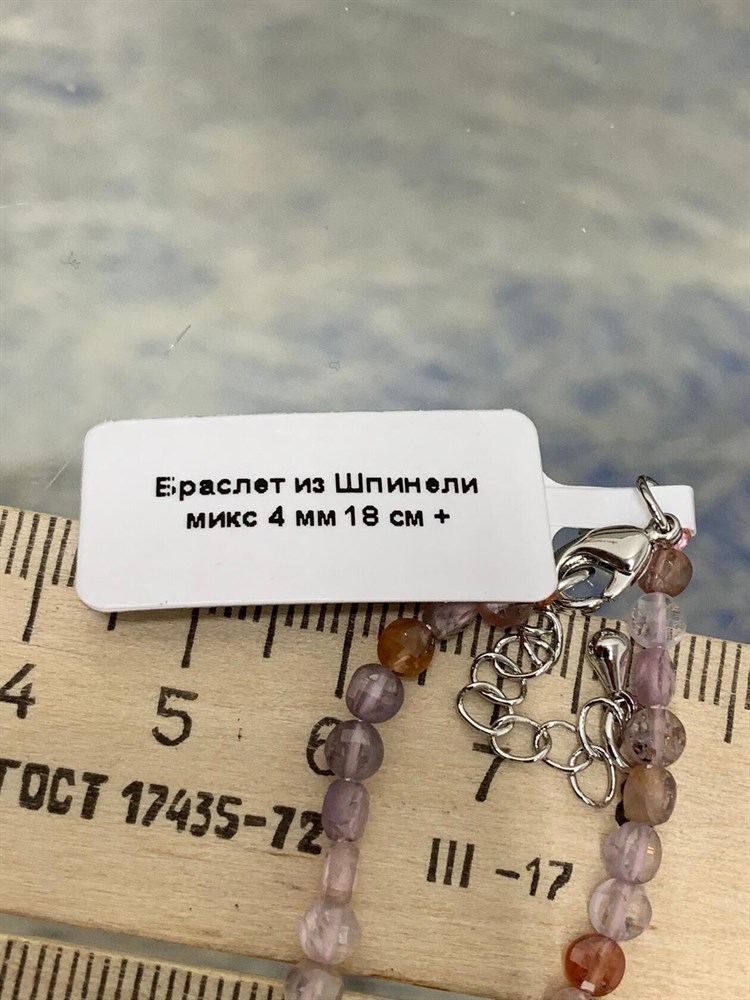 Браслет из Шпинели
микс 4 мм 18 см +
4 5 6 7
ГОСТ 17435-72
III -17